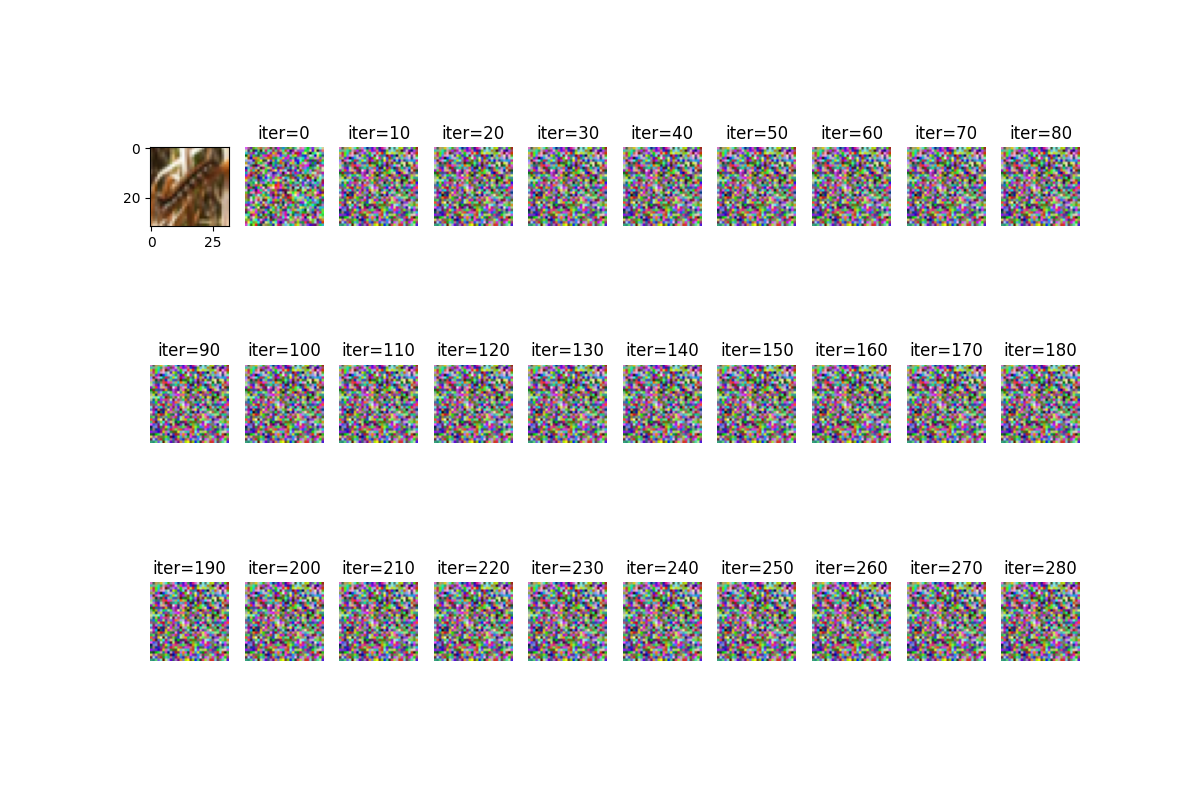 iter=0 iter=10 iter=20 iter=30 iter=40 iter=50 iter=60 iter=70 iter=80
0
20
0 25
iter=90 iter=100 iter=110 iter=120 iter=130 iter=140 iter=150 iter=160 iter=170 iter=180
iter=190 iter=200 iter=210 iter=220 iter=230 iter=240 iter=250 iter=260 iter=270 iter=280